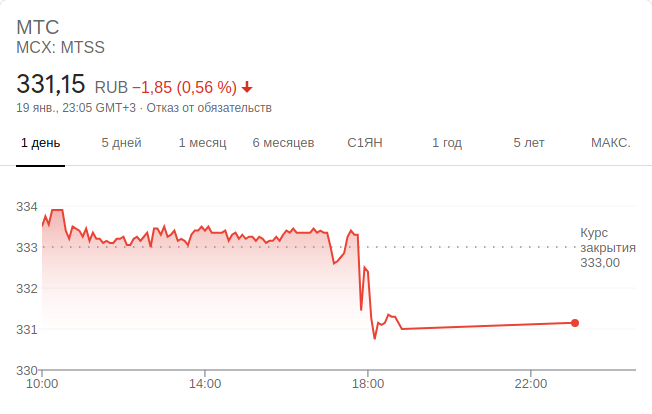 МТС
MCX: MTSS
331,15 RUB −1,85 (0,56 %)
19 янв., 23:05 GMT+3 · Отказ от обязательств
1 день 5 дней 1 месяц 6 месяцев С1ЯН 1 год 5 лет МАКС.
334
333
332
331
330
Курс
закрытия
333,00
10:00 14:00 18:00 22:00